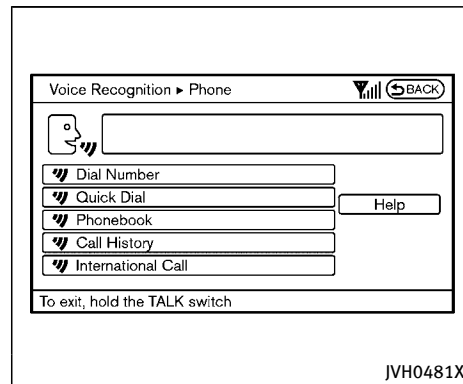 Voice Recognition ▸ Phone BACK
Dial Number
Quick Dial
Help
Phonebook
Call History
International Call
To exit, hold the TALK switch
JVH0481X